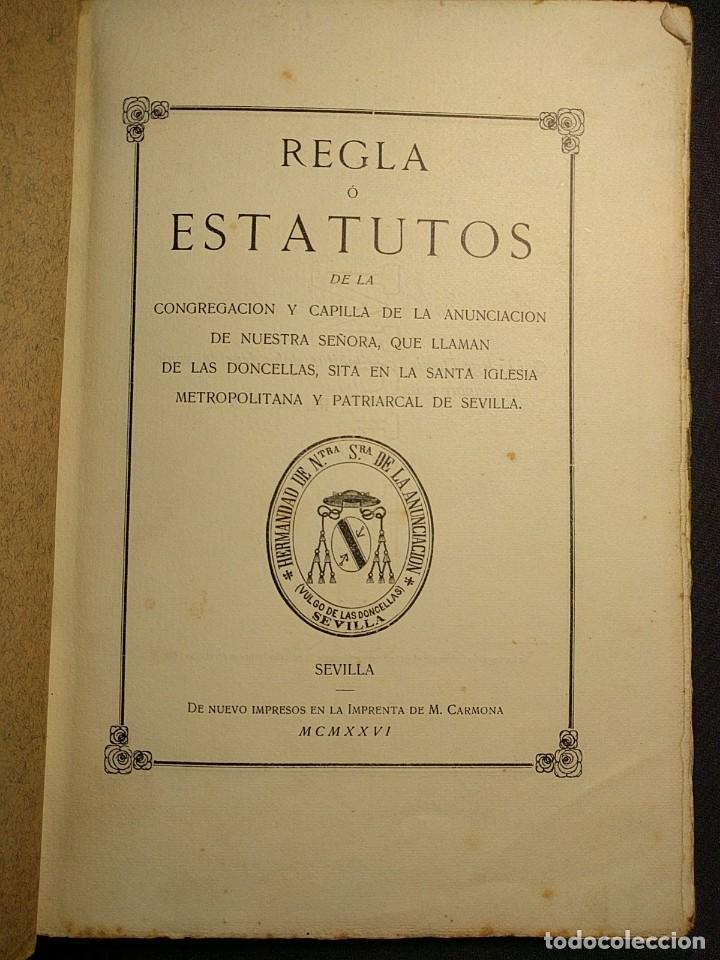 REGLA
Ó
ESTATUTOS
DE LA
CONGREGACION Y CAPILLA DE LA ANUNCIACION
DE NUESTRA SEÑORA, QUE LLAMAN
DE LAS DONCELLAS, SITA EN LA SANTA IGLESIA
METROPOLITANA Y PATRIARCAL DE SEVILLA.
* HERMANDAD DE NTRA SRA DE LA ANUNCIACION *
(VULGO DE LAS DONCELLAS)
SEVILLA
SEVILLA
DE NUEVO IMPRESOS EN LA IMPRENTA DE M. CARMONA
MCMXXVI
todocoleccion